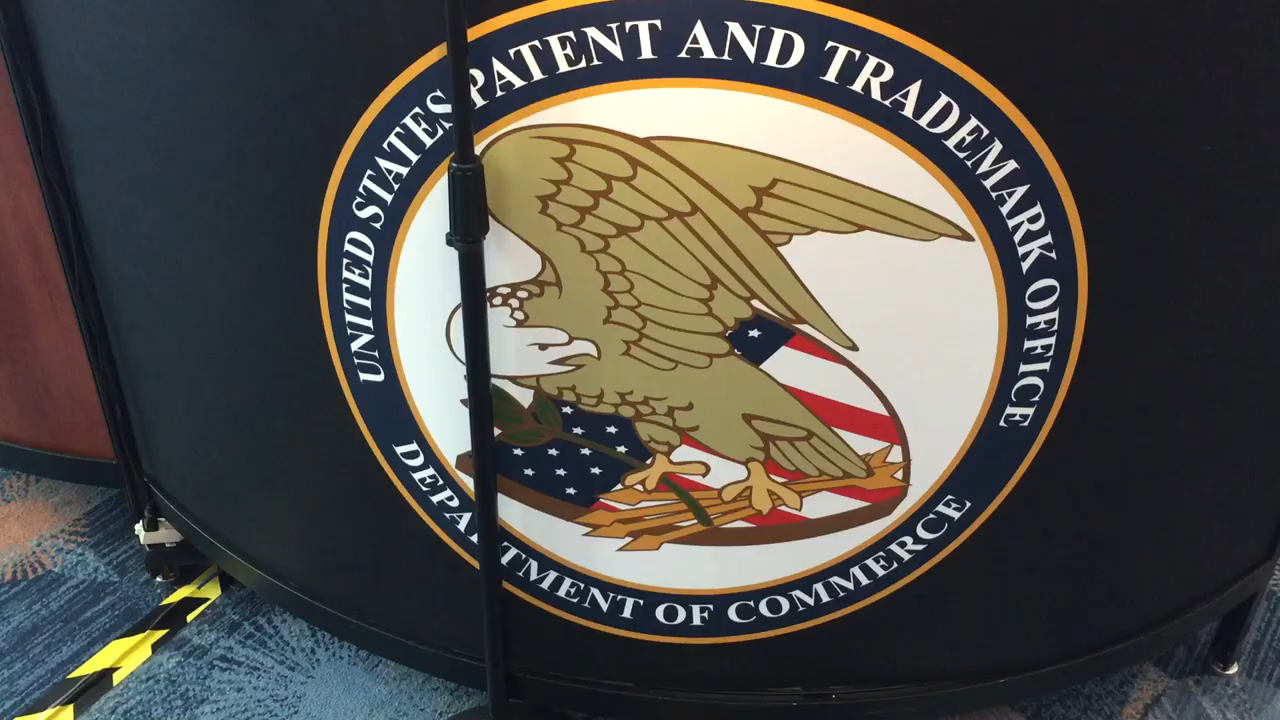 UNITED STATES PATENT AND TRADEMARK OFFICE
DEPARTMENT OF COMMERCE